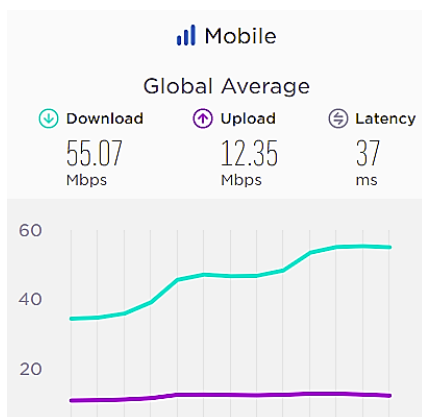 Mobile
Global Average
Download Upload Latency
55.07 12.35 37
Mbps Mbps ms
60
40
20